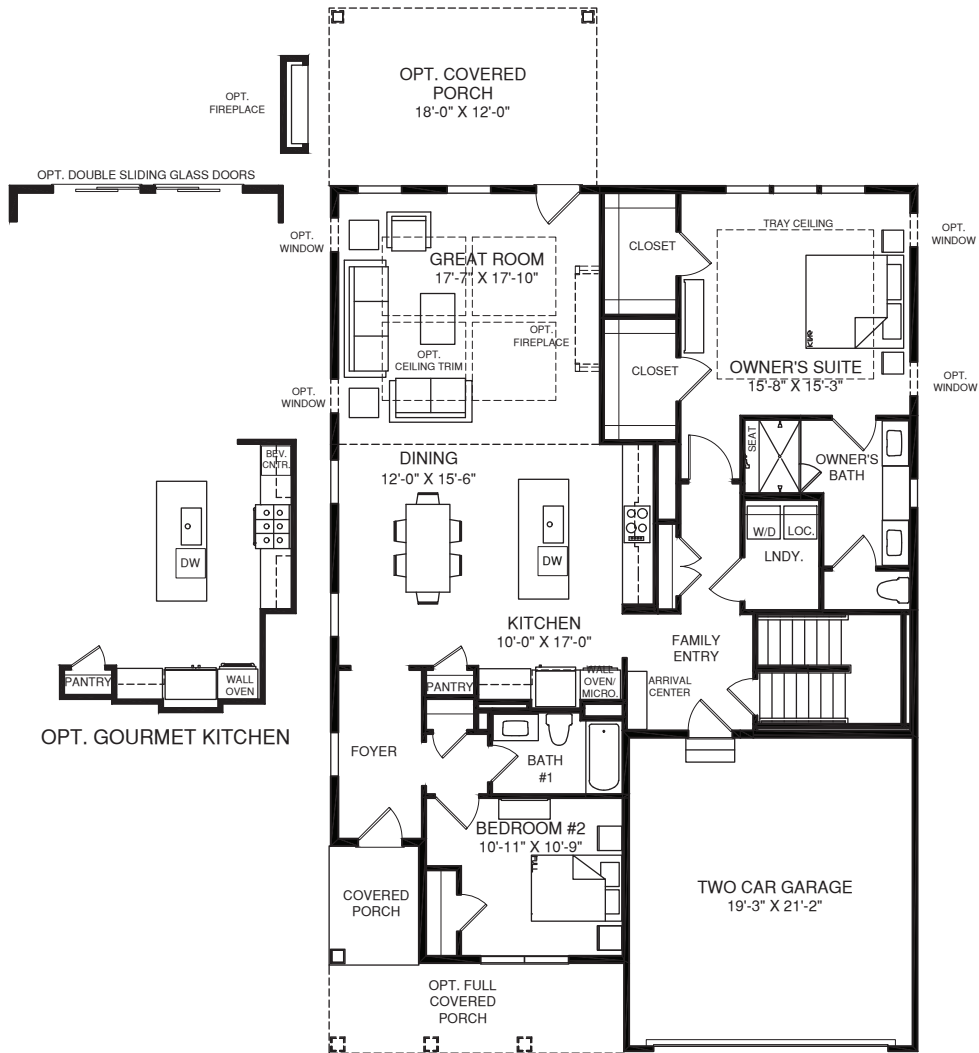 OPT. COVERED
PORCH
18'-0" X 12'-0"
OPT.
FIREPLACE
OPT. DOUBLE SLIDING GLASS DOORS
OPT.
WINDOW
GREAT ROOM
17'-7" X 17'-10"
CLOSET
TRAY CEILING
OPT.
WINDOW
OPT.
FIREPLACE
OPT.
CEILING TRIM
CLOSET
OWNER'S SUITE
15'-8" X 15'-3"
OPT.
WINDOW
OPT.
WINDOW
BEV.
CNTR.
DW
PANTRY
WALL
OVEN
OPT. GOURMET KITCHEN
DINING
12'-0" X 15'-6"
DW
KITCHEN
10'-0" X 17'-0"
SEAT
OWNER'S
BATH
W/D
LOC.
LNDY.
FAMILY
ENTRY
PANTRY
WALL
OVEN/
MICRO.
ARRIVAL
CENTER
FOYER
BATH
#1
BEDROOM #2
10'-11" X 10'-9"
FULL
COVERED
PORCH
TWO CAR GARAGE
19'-3" X 21'-2"
OPT. FULL
COVERED
PORCH